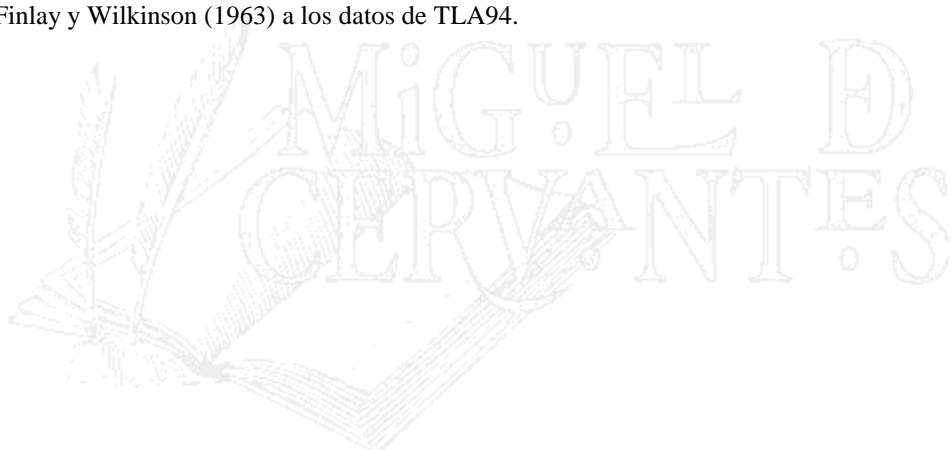 Finlay y Wilkinson (1963) a los datos de TLA94.
MiGUEL D
CERVANTES